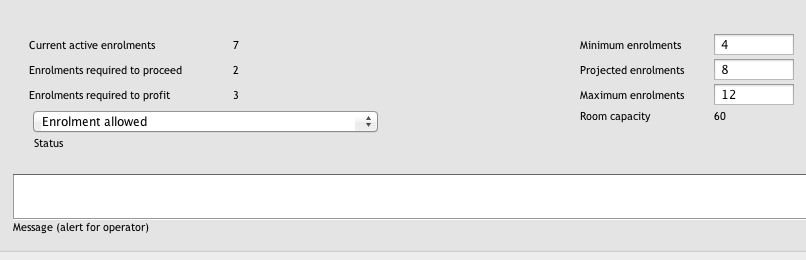 Current active enrolments 7 Minimum enrolments 4
Enrolments required to proceed 2 Projected enrolments 8
Enrolments required to profit 3 Maximum enrolments 12
Enrolment allowed Room capacity 60
Status
Message (alert for operator)